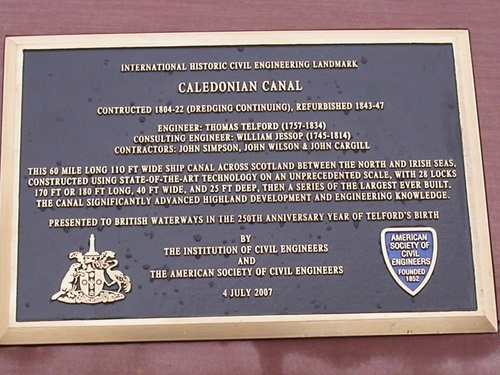 INTERNATIONAL HISTORIC CIVIL ENGINEERING LANDMARK
CALEDONIAN CANAL
CONTRUCTED 1804-22 (DREDGING CONTINUING), REFURBISHED 1843-47
ENGINEER: THOMAS TELFORD (1757-1834)
CONSULTING ENGINEER: WILLIAM JESSOP (1745-1814)
CONTRACTORS: JOHN SIMPSON, JOHN WILSON & JOHN CARGILL
THIS 60 MILE LONG 110 FT WIDE SHIP CANAL ACROSS SCOTLAND BETWEEN THE NORTH AND IRISH SEAS,
CONSTRUCTED USING STATE-OF-THE-ART TECHNOLOGY ON AN UNPRECEDENTED SCALE, WITH 28 LOCKS
170 FT OR 180 FT LONG, 40 FT WIDE, AND 25 FT DEEP, THEN A SERIES OF THE LARGEST EVER BUILT.
THE CANAL SIGNIFICANTLY ADVANCED HIGHLAND DEVELOPMENT AND ENGINEERING KNOWLEDGE.
PRESENTED TO BRITISH WATERWAYS IN THE 250TH ANNIVERSARY YEAR OF TELFORD'S BIRTH
BY
THE INSTITUTION OF CIVIL ENGINEERS
AND
THE AMERICAN SOCIETY OF CIVIL ENGINEERS
4 JULY 2007
AMERICAN
SOCIETY OF
CIVIL
ENGINEERS
FOUNDED
1852